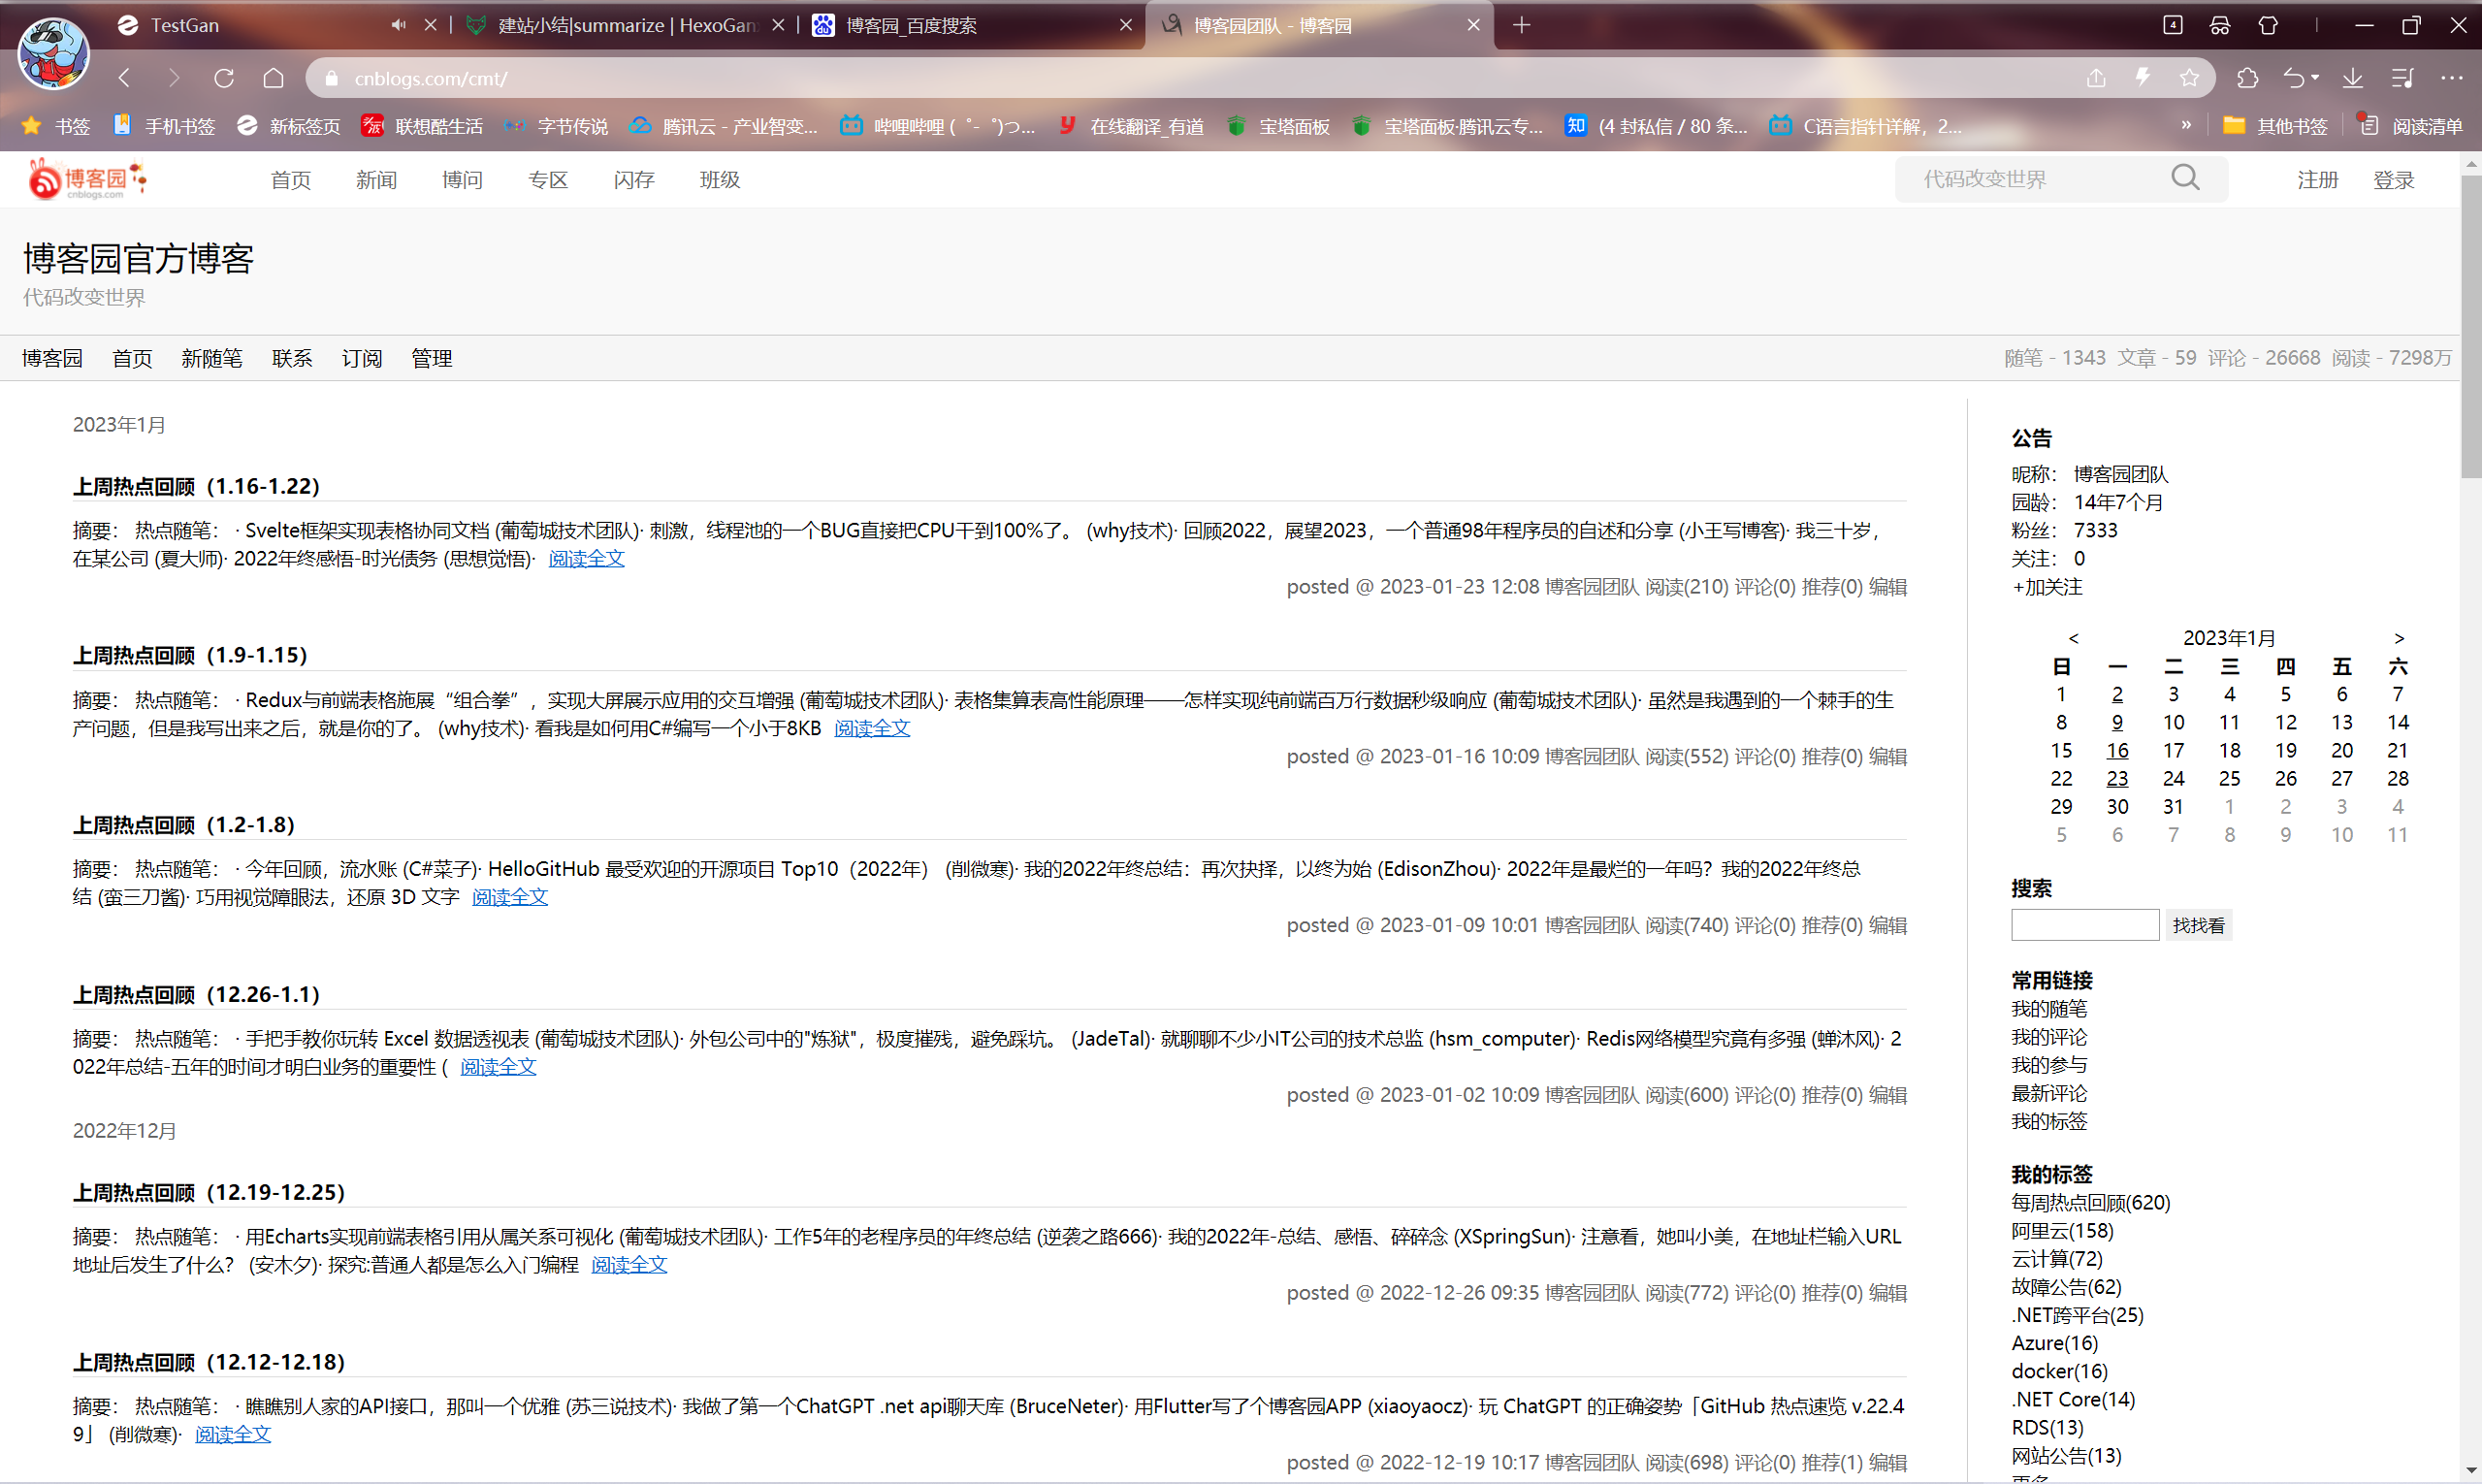 TestGan
建站小结|summarize | HexoGan
博客园_百度搜索
博客园团队 - 博客园
4
cnblogs.com/cmt/
书签 手机书签 新标签页 联想酷生活 字节传说 腾讯云 - 产业智变... 哔哩哔哩 ( ゜- ゜)つ... 在线翻译_有道 宝塔面板 宝塔面板·腾讯云专... (4 封私信 / 80 条... C语言指针详解，2... » 其他书签 阅读清单
博客园 cnblogs.com 首页 新闻 博问 专区 闪存 班级 代码改变世界 注册 登录
博客园官方博客
代码改变世界
博客园 首页 新随笔 联系 订阅 管理 随笔 - 1343 文章 - 59 评论 - 26668 阅读 - 7298万
2023年1月
上周热点回顾（1.16-1.22）
摘要： 热点随笔： · Svelte框架实现表格协同文档 (葡萄城技术团队)· 刺激，线程池的一个BUG直接把CPU干到100%了。 (why技术)· 回顾2022，展望2023，一个普通98年程序员的自述和分享 (小王写博客)· 我三十岁，
在某公司 (夏大师)· 2022年终感悟-时光债务 (思想觉悟)· 阅读全文
posted @ 2023-01-23 12:08 博客园团队 阅读(210) 评论(0) 推荐(0) 编辑
上周热点回顾（1.9-1.15）
摘要： 热点随笔： · Redux与前端表格施展“组合拳”，实现大屏展示应用的交互增强 (葡萄城技术团队)· 表格集算表高性能原理——怎样实现纯前端百万行数据秒级响应 (葡萄城技术团队)· 虽然是我遇到的一个棘手的生
产问题，但是我写出来之后，就是你的了。 (why技术)· 看我是如何用C#编写一个小于8KB 阅读全文
posted @ 2023-01-16 10:09 博客园团队 阅读(552) 评论(0) 推荐(0) 编辑
上周热点回顾（1.2-1.8）
摘要： 热点随笔： · 今年回顾，流水账 (C#菜子)· HelloGitHub 最受欢迎的开源项目 Top10（2022年） (削微寒)· 我的2022年终总结：再次抉择，以终为始 (EdisonZhou)· 2022年是最烂的一年吗？我的2022年终总
结 (蛮三刀酱)· 巧用视觉障眼法，还原 3D 文字 阅读全文
posted @ 2023-01-09 10:01 博客园团队 阅读(740) 评论(0) 推荐(0) 编辑
上周热点回顾（12.26-1.1）
摘要： 热点随笔： · 手把手教你玩转 Excel 数据透视表 (葡萄城技术团队)· 外包公司中的"炼狱"，极度摧残，避免踩坑。 (JadeTal)· 就聊聊不少小IT公司的技术总监 (hsm_computer)· Redis网络模型究竟有多强 (蝉沐风)· 2
022年总结-五年的时间才明白业务的重要性 ( 阅读全文
posted @ 2023-01-02 10:09 博客园团队 阅读(600) 评论(0) 推荐(0) 编辑
2022年12月
上周热点回顾（12.19-12.25）
摘要： 热点随笔： · 用Echarts实现前端表格引用从属关系可视化 (葡萄城技术团队)· 工作5年的老程序员的年终总结 (逆袭之路666)· 我的2022年-总结、感悟、碎碎念 (XSpringSun)· 注意看，她叫小美，在地址栏输入URL
地址后发生了什么？ (安木夕)· 探究:普通人都是怎么入门编程 阅读全文
posted @ 2022-12-26 09:35 博客园团队 阅读(772) 评论(0) 推荐(0) 编辑
上周热点回顾（12.12-12.18）
摘要： 热点随笔： · 瞧瞧别人家的API接口，那叫一个优雅 (苏三说技术)· 我做了第一个ChatGPT .net api聊天库 (BruceNeter)· 用Flutter写了个博客园APP (xiaoyaocz)· 玩 ChatGPT 的正确姿势「GitHub 热点速览 v.22.4
9」 (削微寒)· 阅读全文
posted @ 2022-12-19 10:17 博客园团队 阅读(698) 评论(0) 推荐(1) 编辑
公告
昵称： 博客园团队
园龄： 14年7个月
粉丝： 7333
关注： 0
+加关注
< 2023年1月 >
日 一 二 三 四 五 六
1 2 3 4 5 6 7
8 9 10 11 12 13 14
15 16 17 18 19 20 21
22 23 24 25 26 27 28
29 30 31 1 2 3 4
5 6 7 8 9 10 11
搜索
找找看
常用链接
我的随笔
我的评论
我的参与
最新评论
我的标签
我的标签
每周热点回顾(620)
阿里云(158)
云计算(72)
故障公告(62)
.NET跨平台(25)
Azure(16)
docker(16)
.NET Core(14)
RDS(13)
网站公告(13)